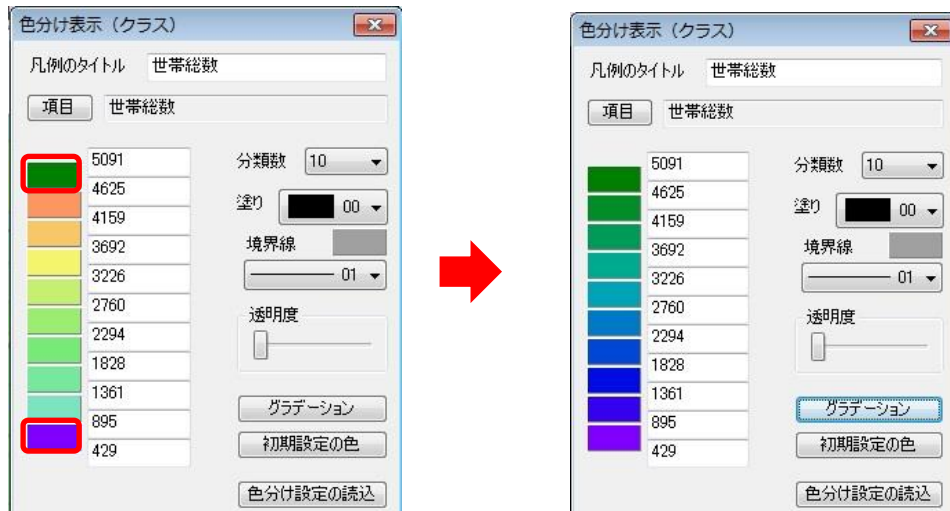 色分け表示（クラス）
凡例のタイトル 世帯総数
項目 世帯総数
5091
4625
4159
3692
3226
2760
2294
1828
1361
895
429
分類数 10
塗り 00
境界線
01
透明度
グラデーション
初期設定の色
色分け設定の読込
色分け表示（クラス）
凡例のタイトル 世帯総数
項目 世帯総数
5091
4625
4159
3692
3226
2760
2294
1828
1361
895
429
分類数 10
塗り 00
境界線
01
透明度
グラデーション
初期設定の色
色分け設定の読込